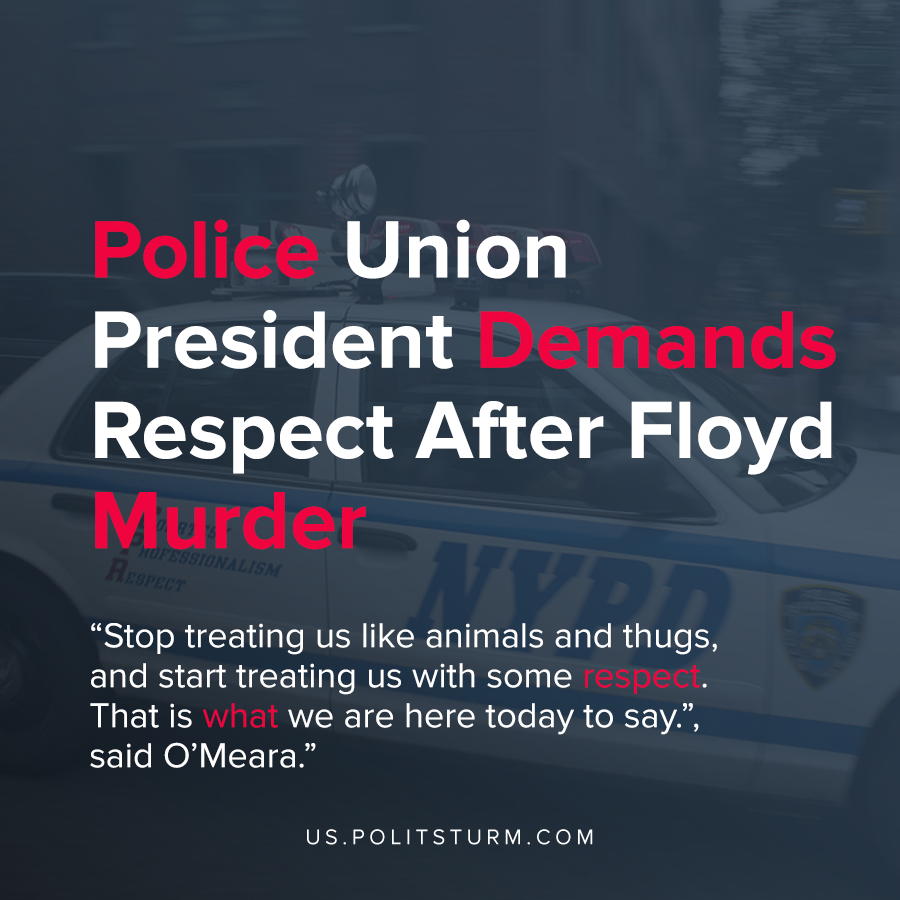 Police Union
President Demands
Respect After Floyd
Murder
COURTESY
PROFESSIONALISM
RESPECT
NYPD
“Stop treating us like animals and thugs,
and start treating us with some respect.
That is what we are here today to say.”,
said O’Meara.”
US.POLITSTURM.COM